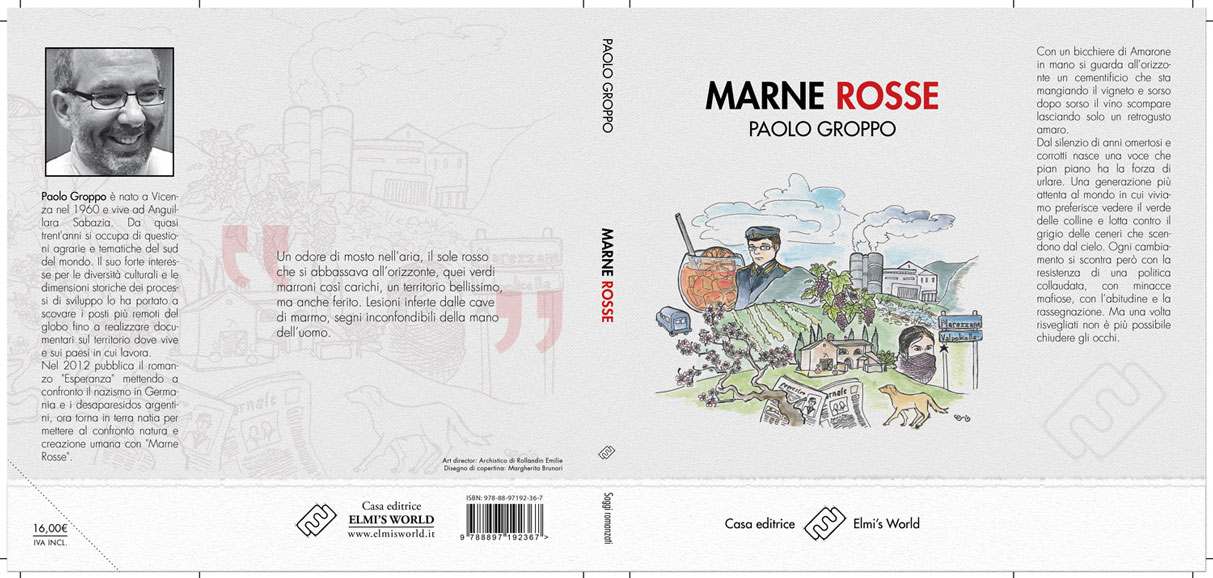 Paolo Groppo è nato a Vicen-
za nel 1960 e vive ad Anguil-
lara Sabazia. Da quasi
trent'anni si occupa di questio-
ni agrarie e tematiche del sud
del mondo. Il suo forte interes-
se per le diversità culturali e le
dimensioni storiche dei proces-
si di sviluppo lo ha portato a
scovare i posti più remoti del
globo fino a realizzare docu-
mentari sul territorio dove vive
e sui paesi in cui lavora.
Nel 2012 pubblica il roman-
zo "Esperanza" mettendo a
confronto il nazismo in Germa-
nia e i desaparesidos argenti-
ni, ora torna in terra natia per
mettere al confronto natura e
creazione umana con "Marne
Rosse".
16,00€
IVA INCL.
Un odore di mosto nell'aria, il sole rosso
che si abbassava all'orizzonte, quei verdi
marroni così carichi, un territorio bellissimo,
ma anche ferito. Lesioni inferte dalle cave
di marmo, segni inconfondibili della mano
dell'uomo.
Art director: Archistico di Rollandin Emilie
Disegno di copertina: Margherita Brunori
Casa editrice
ELMI'S WORLD
www.elmisworld.it
ISBN: 978-88-97192-36-7
9 788897 192367 >
PAOLO GROPPO
MARNE ROSSE
Saggi romanzati
MARNE ROSSE
PAOLO GROPPO
Marezzane
Valpolicella
Casa editrice
Elmi's World
Con un bicchiere di Amarone
in mano si guarda all'orizzo-
nte un cementificio che sta
mangiando il vigneto e sorso
dopo sorso il vino scompare
lasciando solo un retrogusto
amaro.
Dal silenzio di anni omertosi e
corrotti nasce una voce che
pian piano ha la forza di
urlare. Una generazione più
attenta al mondo in cui vivia-
mo preferisce vedere il verde
delle colline e lotta contro il
grigio delle ceneri che scen-
dono dal cielo. Ogni cambia-
mento si scontra però con la
resistenza di una politica
collaudata, con minacce
mafiose, con l'abitudine e la
rassegnazione. Ma una volta
risvegliati non è più possibile
chiudere gli occhi.